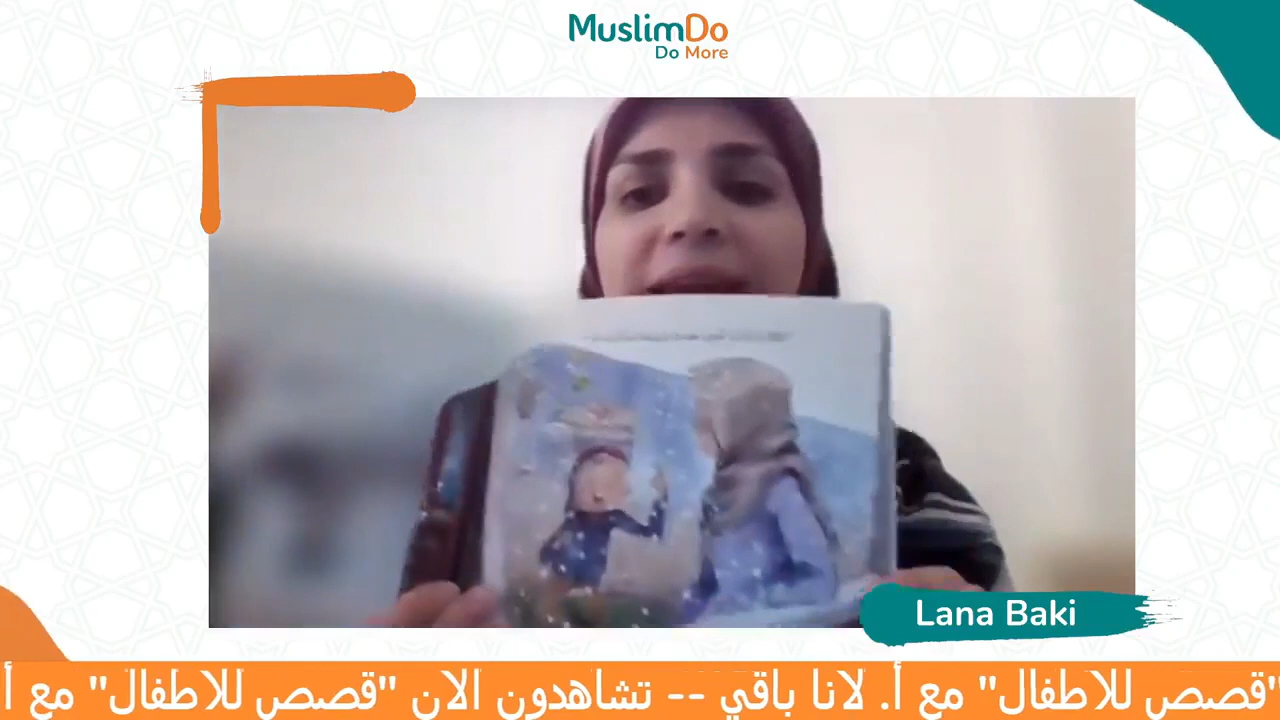 MuslimDo
Do More
Lana Baki
"قصص للاطفال" مع أ. لانا باقي -- تشاهدون الان "قصص للاطفال" مع أ